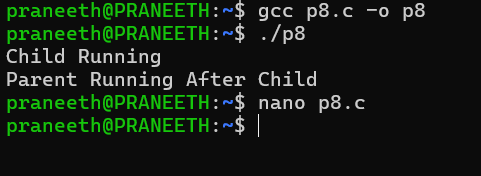 praneeth@PRANEETH:~$ gcc p8.c -o p8
praneeth@PRANEETH:~$ ./p8
Child Running
Parent Running After Child
praneeth@PRANEETH:~$ nano p8.c
praneeth@PRANEETH:~$